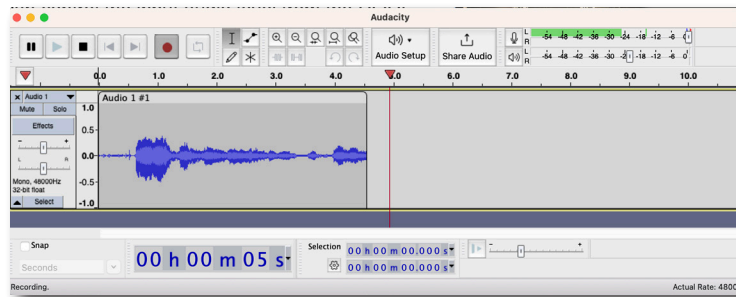 Audacity
Audio Setup
Share Audio
L
R
-54 -48 -42 -36 -30 -24 -18 -12 -6
L
R
-54 -48 -42 -36 -30 -18 -12 -6 0
0.0 1.0 2.0 3.0 4.0 6.0 7.0 8.0 9.0 10.0
× Audio 1
Audio 1 #1
Mute Solo
Effects
- +
L R
Mono, 48000Hz
32-bit float
Select
1.0
0.5
0.0
-0.5
-1.0
Snap
Seconds
00 h 00 m 05 s
Selection
00 h 00 m 00.000 s
00 h 00 m 00.000 s
- +
Recording.
Actual Rate: 4800